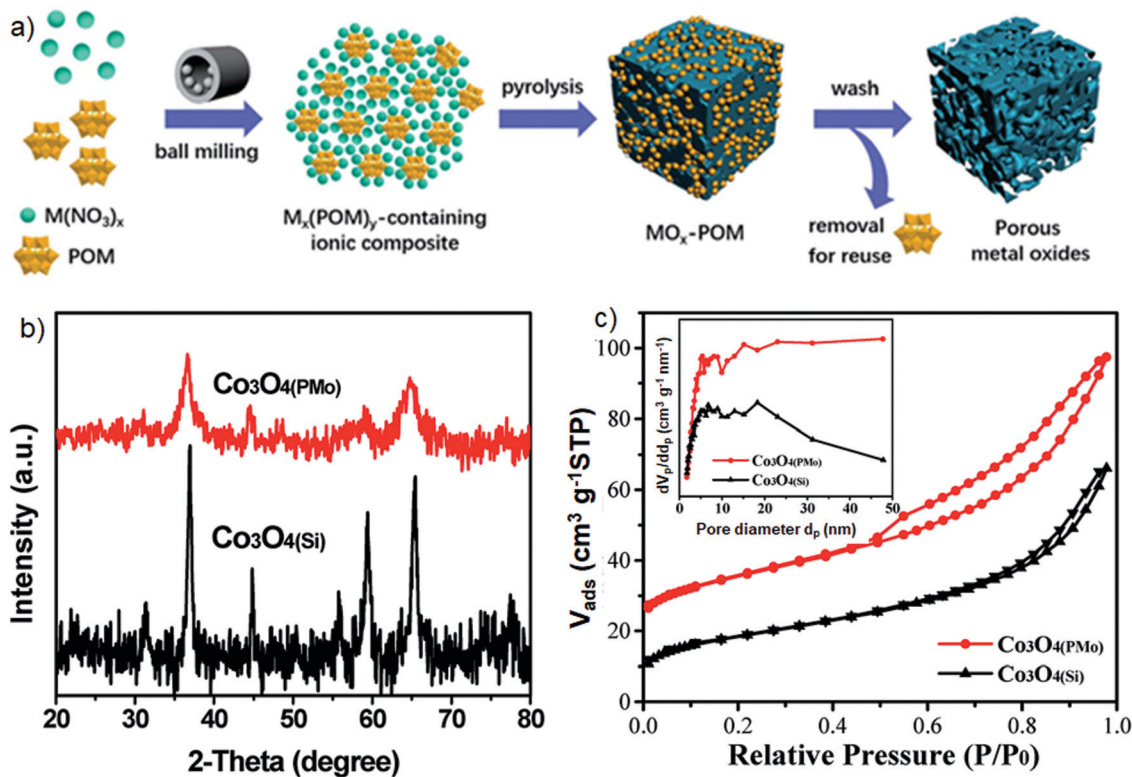 a)
M(NO₃)ₓ
POM
ball milling
Mₓ(POM)ᵧ-containing
ionic composite
pyrolysis
MOₓ-POM
wash
removal
for reuse
Porous
metal oxides
b)
Intensity (a.u.)
Co₃O₄(PMo)
Co₃O₄(Si)
20 30 40 50 60 70 80
2-Theta (degree)
c)
V_ads (cm³ g⁻¹STP)
100
80
60
40
20
0
0.0 0.2 0.4 0.6 0.8 1.0
Relative Pressure (P/P₀)
Co₃O₄(PMo)
Co₃O₄(Si)
dVₚ/ddₚ (cm³ g⁻¹ nm⁻¹)
Co₃O₄(PMo)
Co₃O₄(Si)
0 10 20 30 40 50
Pore diameter dₚ (nm)